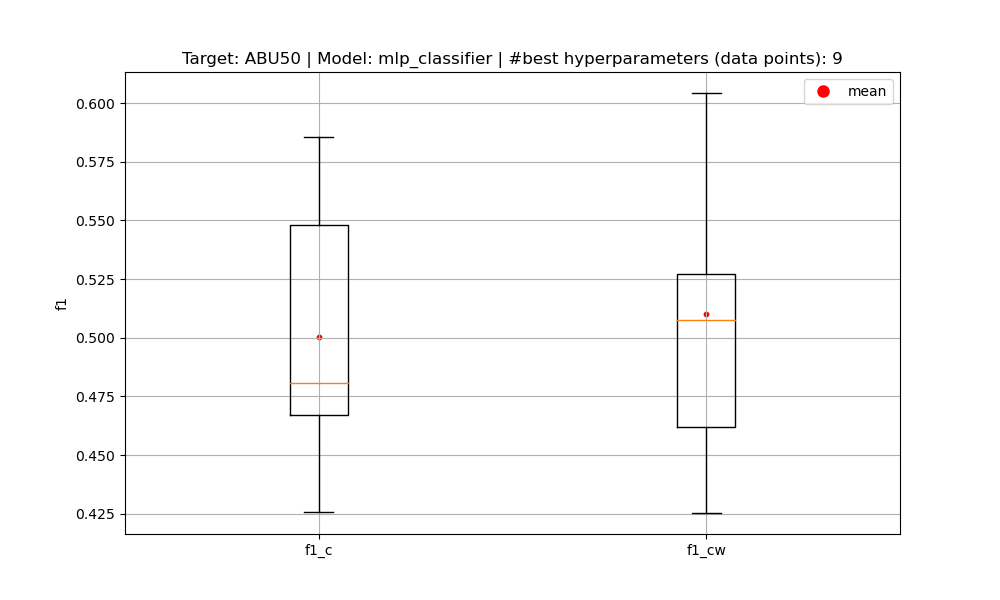 Target: ABU50 | Model: mlp_classifier | #best hyperparameters (data points): 9
mean
0.600
0.575
0.550
0.525
0.500
0.475
0.450
0.425
f1
f1_c
f1_cw